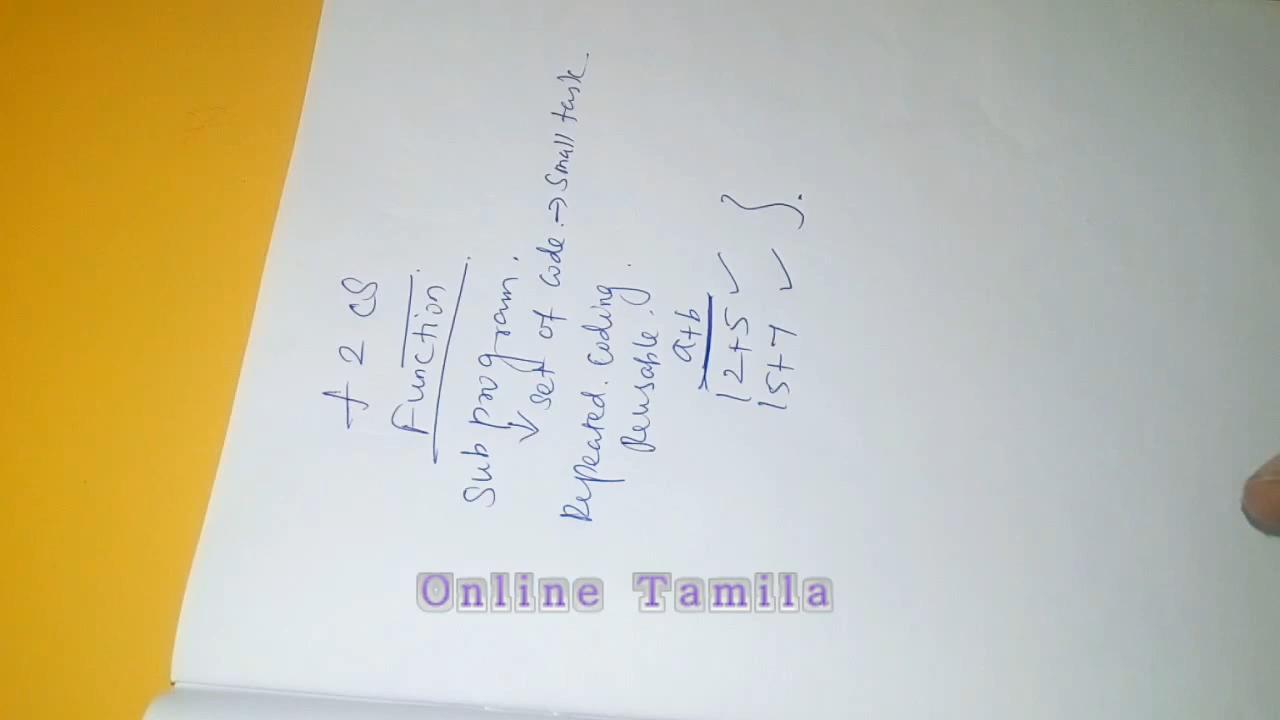 +2 CS
Function
Sub program.
set of code. → Small task.
Repeated. Coding.
Reusable.
a+b
12+5 ✓
15+7 ✓ }.
Online Tamila